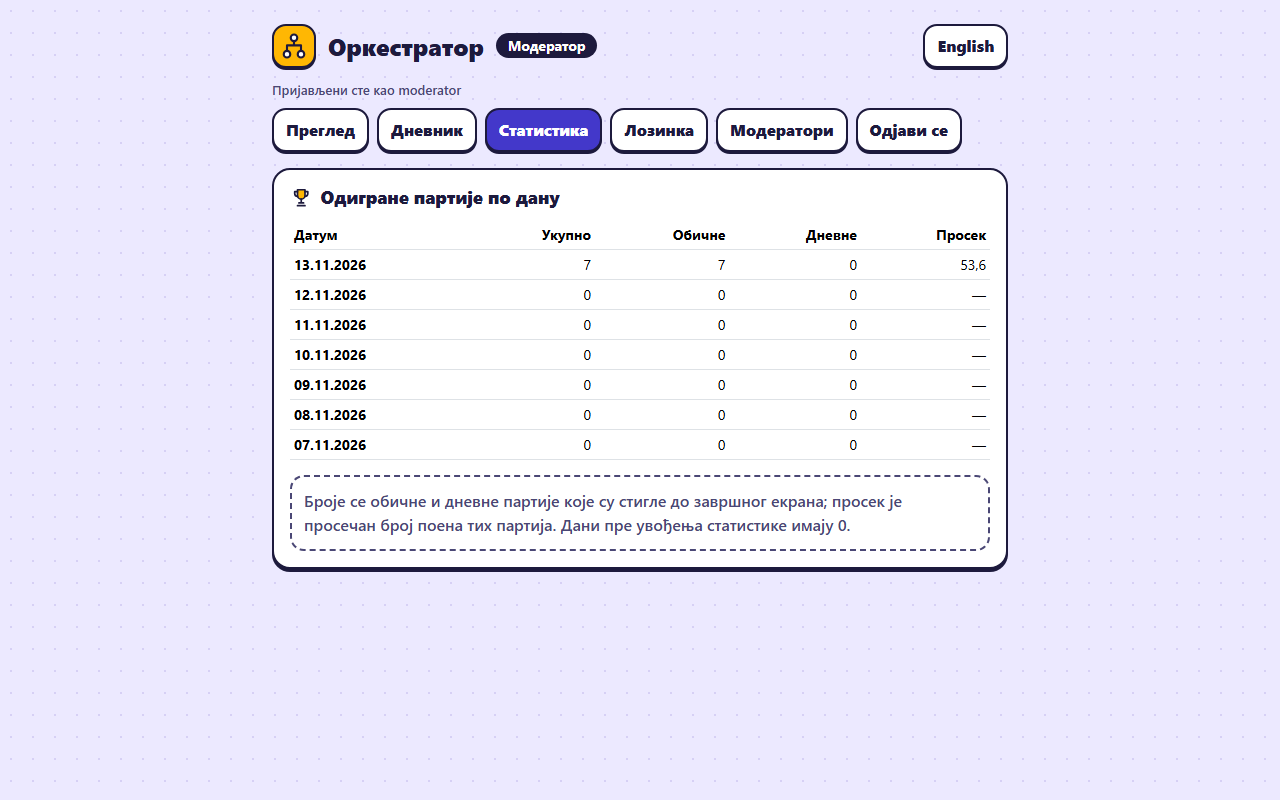 Оркестратор Модератор English
Пријављени сте као moderator
Преглед Дневник Статистика Лозинка Модератори Одјави се
Одигране партије по дану
Датум Укупно Обичне Дневне Просек
13.11.2026 7 7 0 53,6
12.11.2026 0 0 0 —
11.11.2026 0 0 0 —
10.11.2026 0 0 0 —
09.11.2026 0 0 0 —
08.11.2026 0 0 0 —
07.11.2026 0 0 0 —
Броје се обичне и дневне партије које су стигле до завршног екрана; просек је
просечан број поена тих партија. Дани пре увођења статистике имају 0.